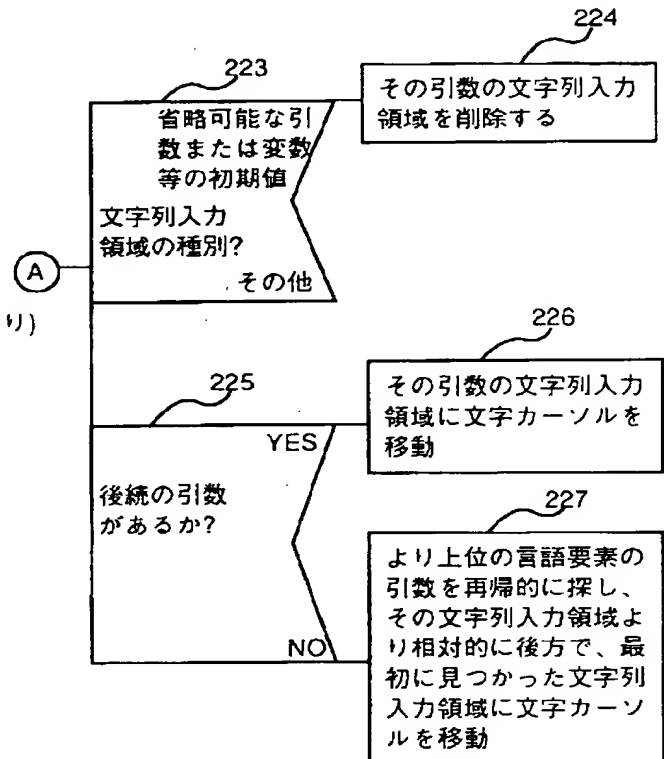 223
224
省略可能な引
数または変数
等の初期値
文字列入力
領域の種別?
その他
その引数の文字列入力
領域を削除する
A
り)
225
226
YES
後続の引数
があるか?
NO
その引数の文字列入力
領域に文字カーソルを
移動
227
より上位の言語要素の
引数を再帰的に探し、
その文字列入力領域よ
り相対的に後方で、最
初に見つかった文字列
入力領域に文字カーソ
ルを移動